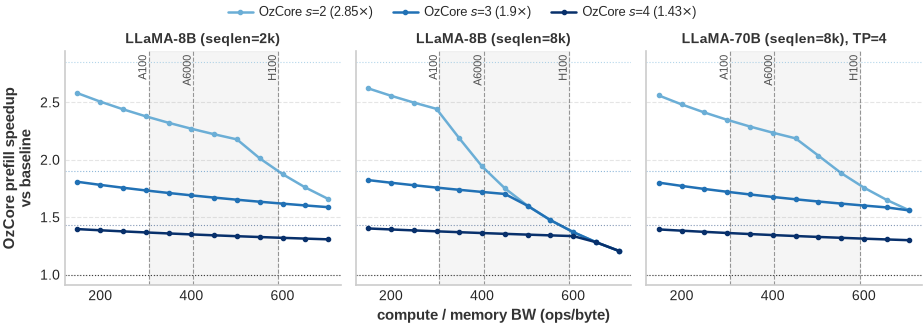 OzCore s=2 (2.85×) OzCore s=3 (1.9×) OzCore s=4 (1.43×)
LLaMA-8B (seqlen=2k) LLaMA-8B (seqlen=8k) LLaMA-70B (seqlen=8k), TP=4
OzCore prefill speedup
vs baseline
2.5
2.0
1.5
1.0
A100 A6000 H100
A100 A6000 H100
A100 A6000 H100
200 400 600 200 400 600 200 400 600
compute / memory BW (ops/byte)